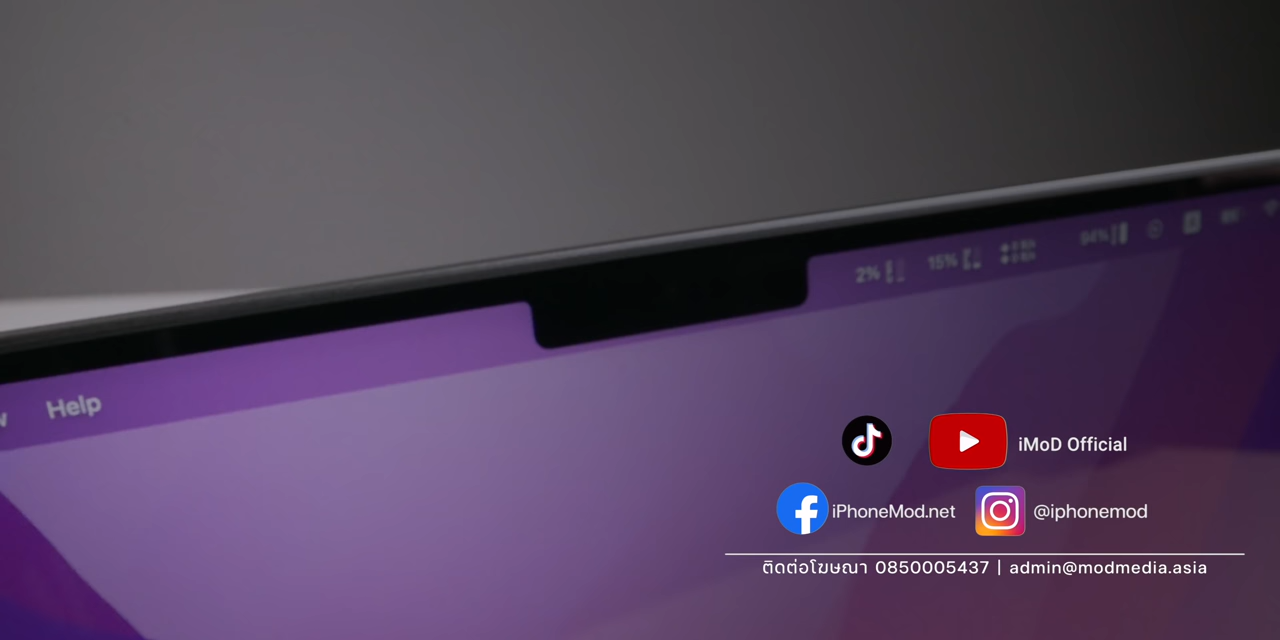 Help
2% 15% 94%
iMoD Official
iPhoneMod.net @iphonemod
ติดต่อโฆษณา 0850005437 | admin@modmedia.asia